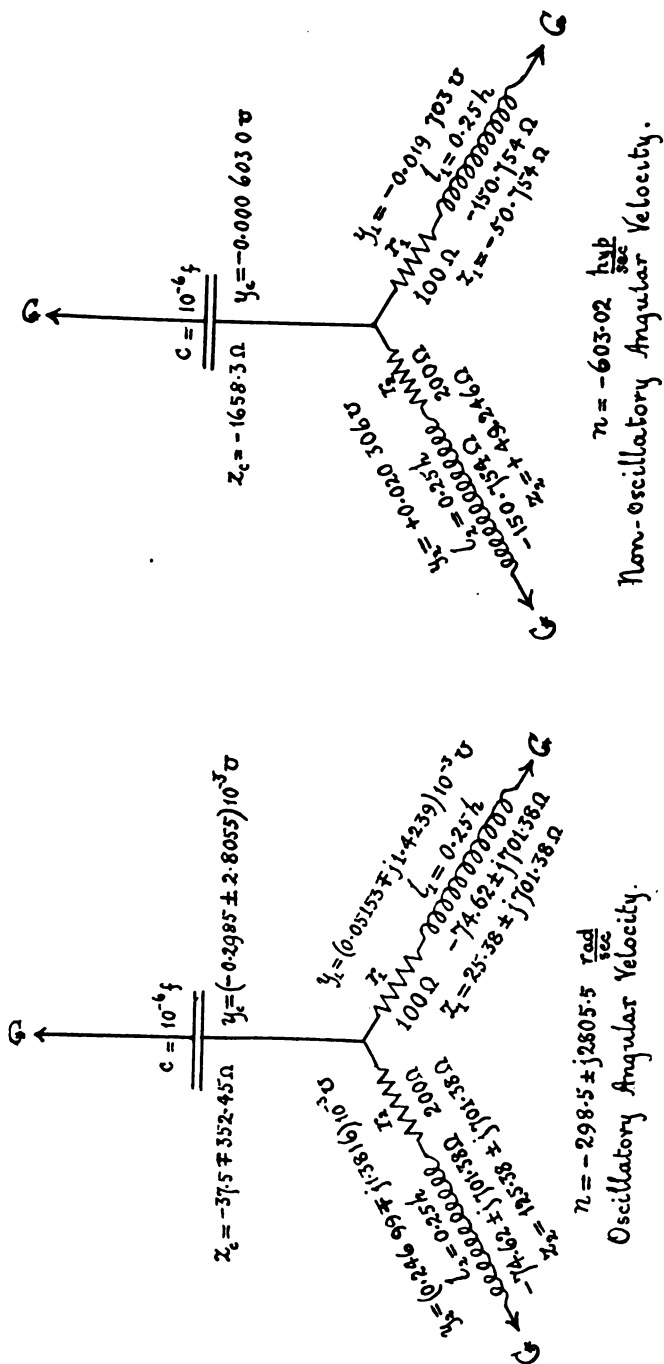 G
C = 10⁻⁶ f
Z_c = -37.5 ∓ 352.45 Ω
y_c = (-0.2985 ± 2.8055) 10⁻³ ʊ
y₂ = (0.24699 ∓ j1.3816) 10⁻³ ʊ
l₂ = 0.25 h
r₂
200 Ω
-74.62 ± j701.38 Ω
Z₂ = 125.38 ± j701.38 Ω
G
y₁ = (0.05153 ∓ j1.4239) 10⁻³ ʊ
l₁ = 0.25 h
r₁
100 Ω
-74.62 ± j701.38 Ω
Z₁ = 25.38 ± j701.38 Ω
G
n = -298.5 ± j2805.5 rad/sec
Oscillatory Angular Velocity.
G
C = 10⁻⁶ f
Z_c = -1658.3 Ω
y_c = -0.000 603 0 ʊ
y₂ = +0.020 306 ʊ
l₂ = 0.25 h
r₂
200 Ω
-150.754 Ω
Z₂ = +49.246 Ω
G
y₁ = -0.019 703 ʊ
l₁ = 0.25 h
r₁
100 Ω
-150.754 Ω
Z₁ = -50.754 Ω
G
n = -603.02 hyp/sec
Non-Oscillatory Angular Velocity.